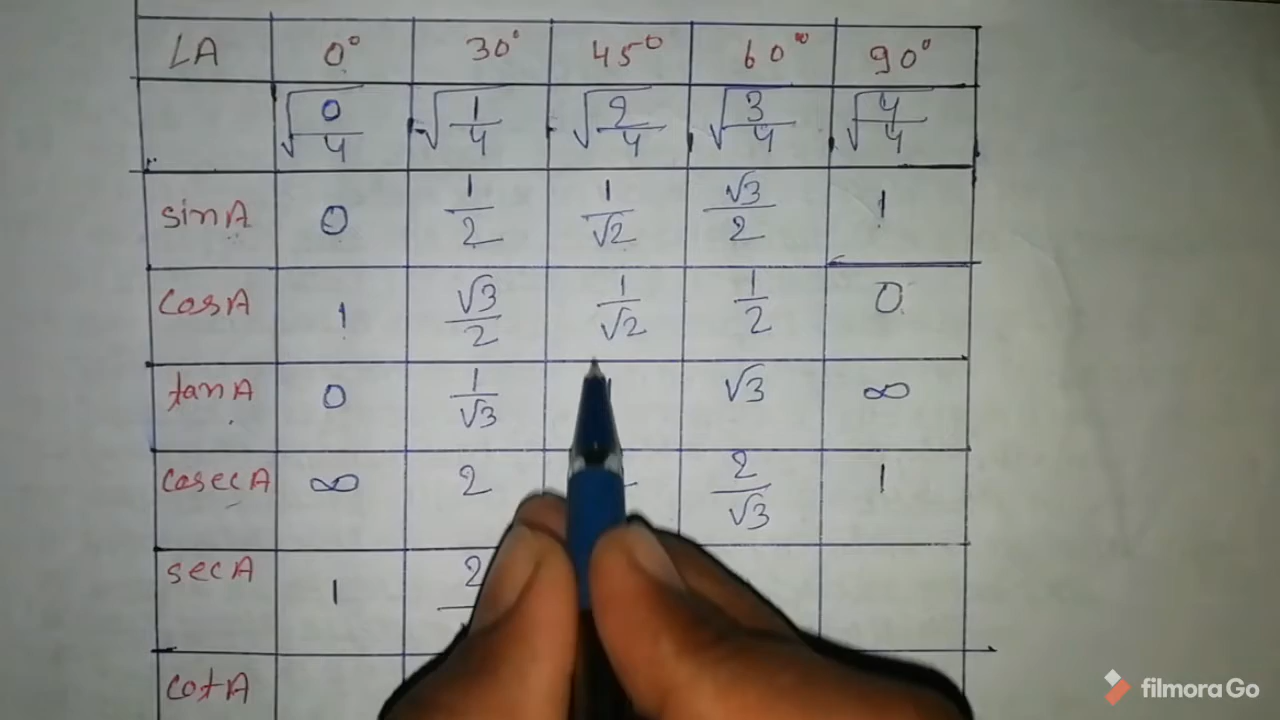 ∠A 0° 30° 45° 60° 90°
√0/4 √1/4 √2/4 √3/4 √4/4
sinA 0 1/2 1/√2 √3/2 1
cosA 1 √3/2 1/√2 1/2 0
tanA 0 1/√3 √3 ∞
cosecA ∞ 2 2/√3 1
secA 1 2
cotA
filmoraGo